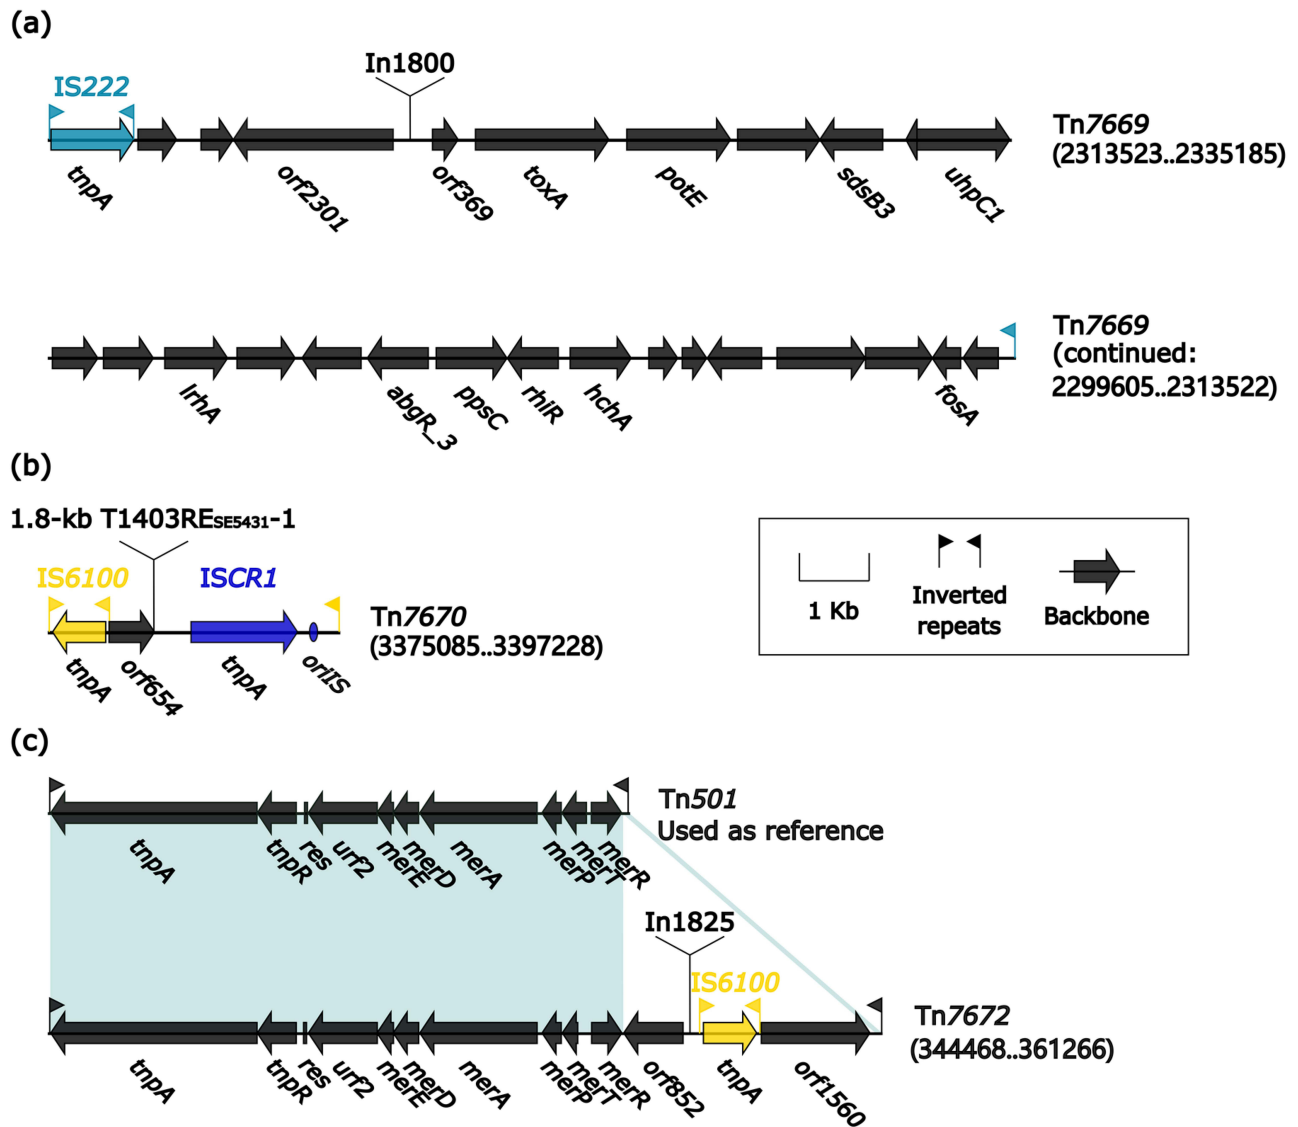 (a)
In1800
IS222
Tn7669
(2313523..2335185)
tnpA
orf2301
orf369
toxA
potE
sdsB3
uhpC1
Tn7669
(continued:
2299605..2313522)
lrhA
abgR_3
ppsC
rhiR
hchA
fosA
(b)
1.8-kb T1403RESE5431-1
IS6100
ISCR1
Tn7670
(3375085..3397228)
tnpA
orf654
tnpA
oriIS
1 Kb
Inverted
repeats
Backbone
(c)
Tn501
Used as reference
tnpA
tnpR
res
urf2
merE
merD
merA
merP
merT
merR
In1825
IS6100
Tn7672
(344468..361266)
tnpA
tnpR
res
urf2
merE
merD
merA
merP
merT
merR
orf852
tnpA
orf1560